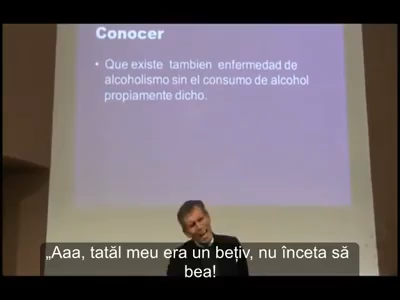 Conocer
• Que existe tambien enfermedad de
alcoholismo sin el consumo de alcohol
propiamente dicho.
„Aaa, tatăl meu era un bețiv, nu înceta să
bea!